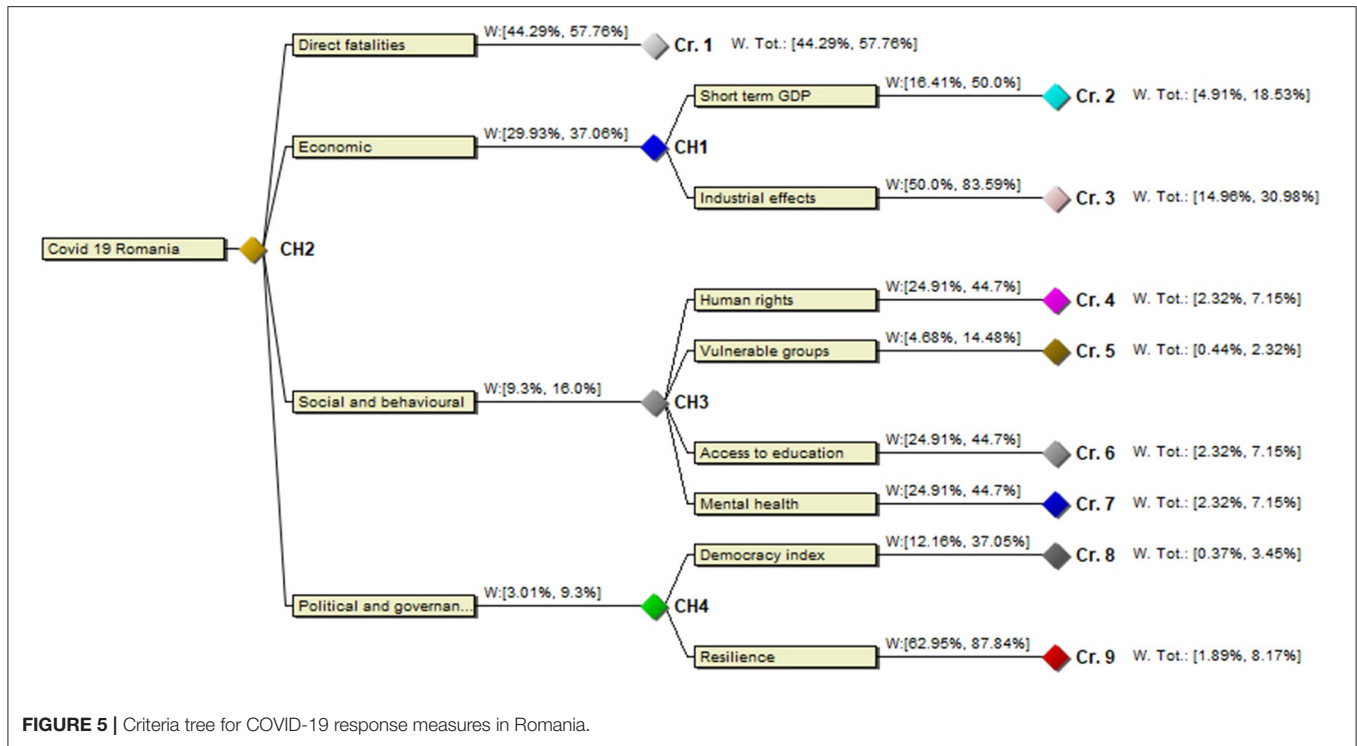 Direct fatalities W:[44.29%, 57.76%] Cr. 1 W. Tot.: [44.29%, 57.76%]
Short term GDP W:[16.41%, 50.0%] Cr. 2 W. Tot.: [4.91%, 18.53%]
Economic W:[29.93%, 37.06%] CH1
Industrial effects W:[50.0%, 83.59%] Cr. 3 W. Tot.: [14.96%, 30.98%]
Covid 19 Romania CH2
Human rights W:[24.91%, 44.7%] Cr. 4 W. Tot.: [2.32%, 7.15%]
Vulnerable groups W:[4.68%, 14.48%] Cr. 5 W. Tot.: [0.44%, 2.32%]
Social and behavioural W:[9.3%, 16.0%] CH3
Access to education W:[24.91%, 44.7%] Cr. 6 W. Tot.: [2.32%, 7.15%]
Mental health W:[24.91%, 44.7%] Cr. 7 W. Tot.: [2.32%, 7.15%]
Democracy index W:[12.16%, 37.05%] Cr. 8 W. Tot.: [0.37%, 3.45%]
Political and governan... W:[3.01%, 9.3%] CH4
Resilience W:[62.95%, 87.84%] Cr. 9 W. Tot.: [1.89%, 8.17%]
FIGURE 5 | Criteria tree for COVID-19 response measures in Romania.